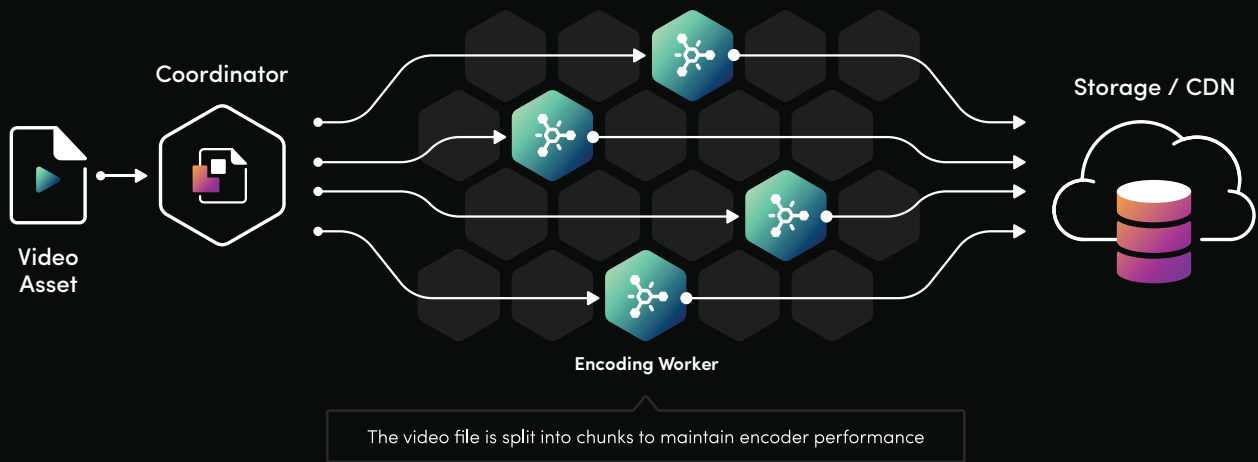 Coordinator
Storage / CDN
Video
Asset
Encoding Worker
The video file is split into chunks to maintain encoder performance